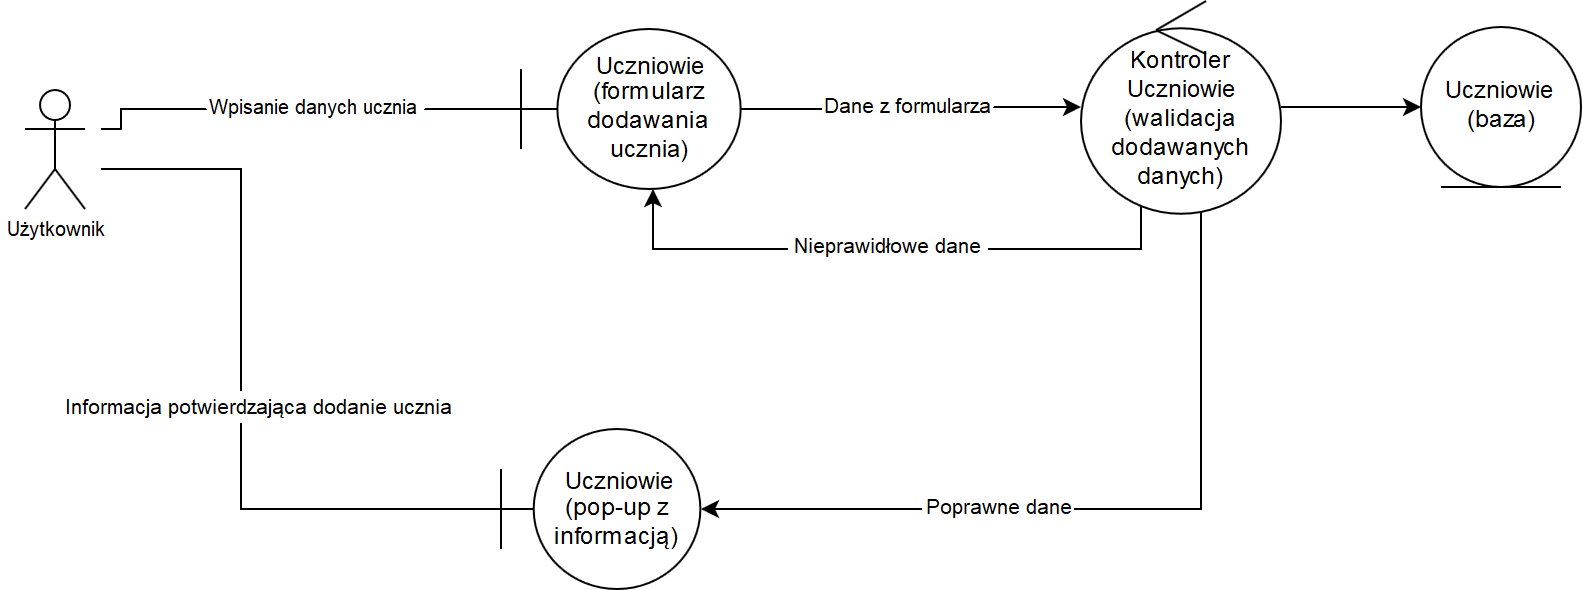 Użytkownik
Wpisanie danych ucznia
Uczniowie
(formularz
dodawania
ucznia)
Dane z formularza
Kontroler
Uczniowie
(walidacja
dodawanych
danych)
Uczniowie
(baza)
Nieprawidłowe dane
Informacja potwierdzająca dodanie ucznia
Uczniowie
(pop-up z
informacją)
Poprawne dane